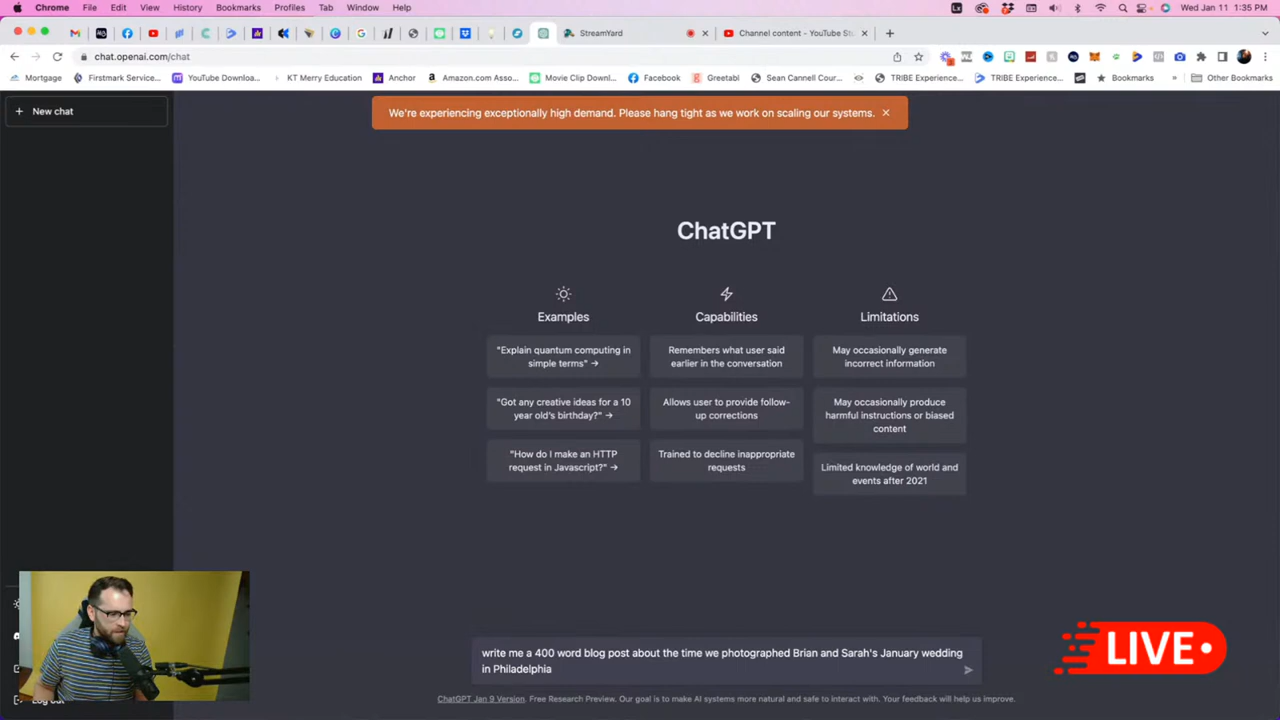 Chrome File Edit View History Bookmarks Profiles Tab Window Help Wed Jan 11 1:35 PM
StreamYard Channel content - YouTube St
chat.openai.com/chat
Mortgage Firstmark Service... YouTube Downloa... KT Merry Education Anchor Amazon.com Asso... Movie Clip Downl... Facebook Greetabl Sean Cannell Cour... TRIBE Experience... TRIBE Experience... Bookmarks » Other Bookmarks
+ New chat
We're experiencing exceptionally high demand. Please hang tight as we work on scaling our systems.
ChatGPT
Examples
"Explain quantum computing in
simple terms" →
"Got any creative ideas for a 10
year old's birthday?" →
"How do I make an HTTP
request in Javascript?" →
Capabilities
Remembers what user said
earlier in the conversation
Allows user to provide follow-
up corrections
Trained to decline inappropriate
requests
Limitations
May occasionally generate
incorrect information
May occasionally produce
harmful instructions or biased
content
Limited knowledge of world and
events after 2021
write me a 400 word blog post about the time we photographed Brian and Sarah's January wedding
in Philadelphia
ChatGPT Jan 9 Version. Free Research Preview. Our goal is to make AI systems more natural and safe to interact with. Your feedback will help us improve.
LIVE